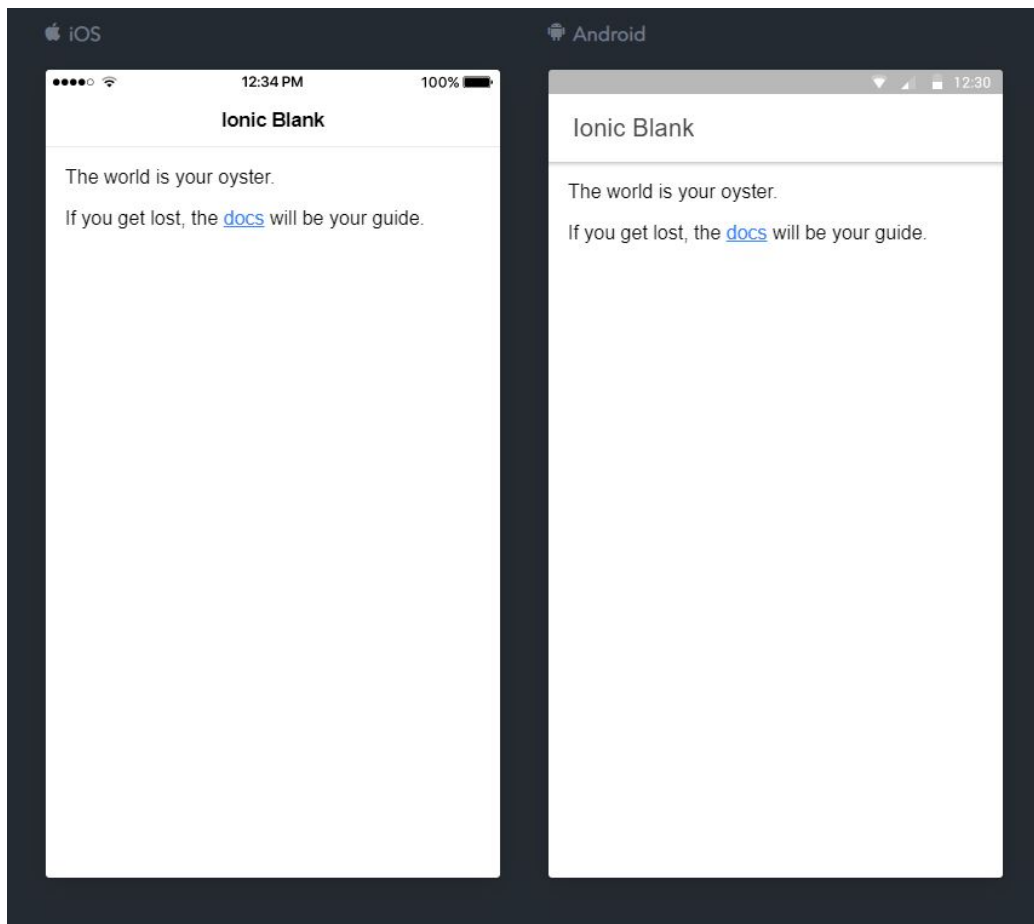 iOS
12:34 PM
100%
Ionic Blank
The world is your oyster.
If you get lost, the docs will be your guide.
Android
12:30
Ionic Blank
The world is your oyster.
If you get lost, the docs will be your guide.